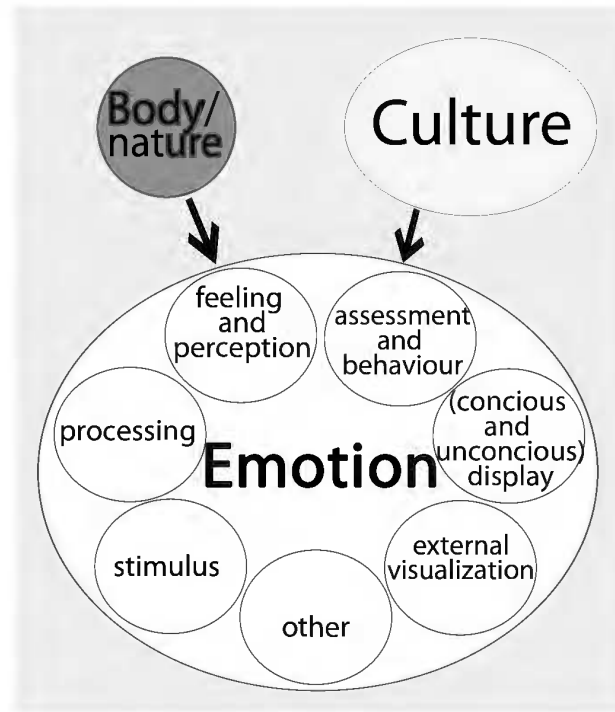 Body/
nature
Culture
feeling
and
perception
assessment
and
behaviour
processing
(concious
and
unconcious)
display
Emotion
stimulus
external
visualization
other